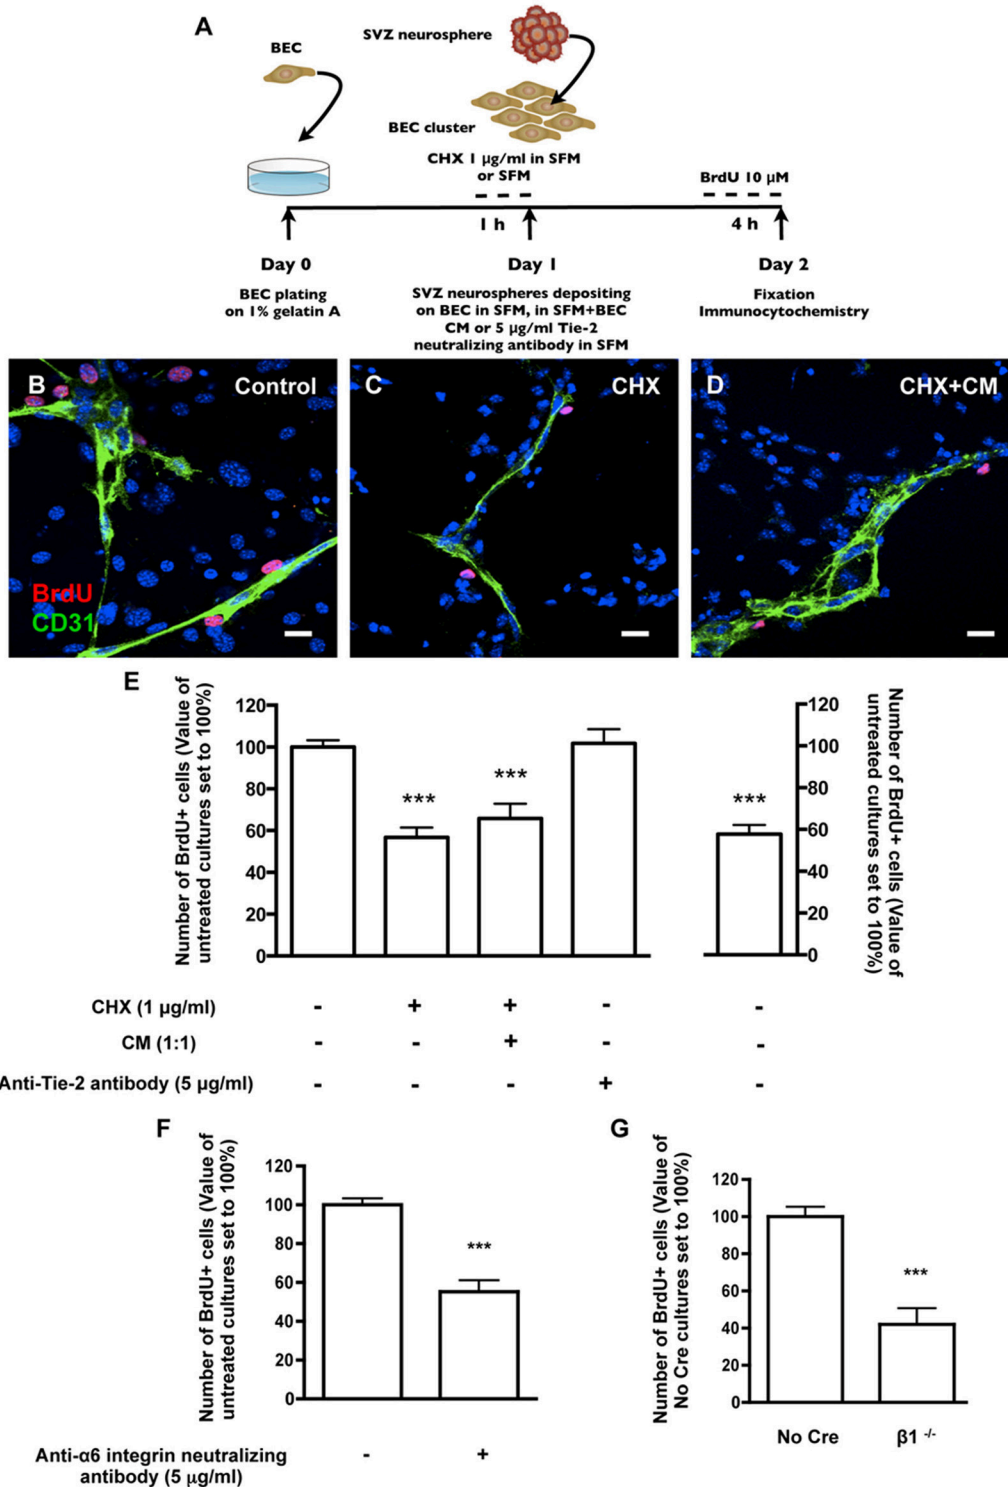 A
BEC
SVZ neurosphere
BEC cluster
CHX 1 µg/ml in SFM
or SFM
BrdU 10 µM
1 h
4 h
Day 0
Day 1
Day 2
BEC plating
on 1% gelatin A
SVZ neurospheres depositing
on BEC in SFM, in SFM+BEC
CM or 5 µg/ml Tie-2
neutralizing antibody in SFM
Fixation
Immunocytochemistry
B
Control
BrdU
CD31
C
CHX
D
CHX+CM
E
Number of BrdU+ cells (Value of
untreated cultures set to 100%)
120
100
80
60
40
20
0
***
***
***
120
100
80
60
40
20
0
Number of BrdU+ cells (Value of
untreated cultures set to 100%)
CHX (1 µg/ml) - + + - -
CM (1:1) - - + - -
Anti-Tie-2 antibody (5 µg/ml) - - - + -
F
Number of BrdU+ cells (Value of
untreated cultures set to 100%)
120
100
80
60
40
20
0
***
Anti-α6 integrin neutralizing
antibody (5 µg/ml)
- +
G
Number of BrdU+ cells (Value of
No Cre cultures set to 100%)
120
100
80
60
40
20
0
***
No Cre
β1 -/-